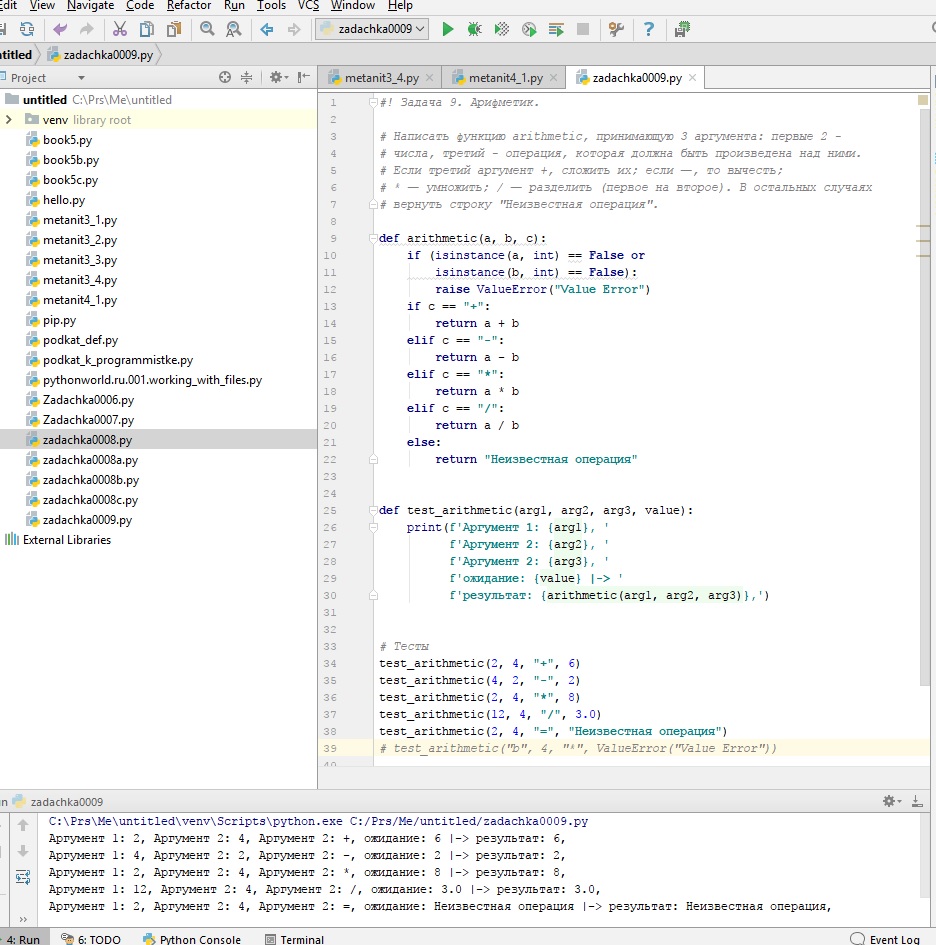 Edit View Navigate Code Refactor Run Tools VCS Window Help
zadachka0009
untitled zadachka0009.py
Project
metanit3_4.py metanit4_1.py zadachka0009.py
untitled C:\Prs\Me\untitled
venv library root
book5.py
book5b.py
book5c.py
hello.py
metanit3_1.py
metanit3_2.py
metanit3_3.py
metanit3_4.py
metanit4_1.py
pip.py
podkat_def.py
podkat_k_programmistke.py
pythonworld.ru.001.working_with_files.py
Zadachka0006.py
Zadachka0007.py
zadachka0008.py
zadachka0008a.py
zadachka0008b.py
zadachka0008c.py
zadachka0009.py
External Libraries
1 #! Задача 9. Арифметик.
2
3 # Написать функцию arithmetic, принимающую 3 аргумента: первые 2 -
4 # числа, третий - операция, которая должна быть произведена над ними.
5 # Если третий аргумент +, сложить их; если —, то вычесть;
6 # * — умножить; / — разделить (первое на второе). В остальных случаях
7 # вернуть строку "Неизвестная операция".
8
9 def arithmetic(a, b, c):
10 if (isinstance(a, int) == False or
11 isinstance(b, int) == False):
12 raise ValueError("Value Error")
13 if c == "+":
14 return a + b
15 elif c == "-":
16 return a - b
17 elif c == "*":
18 return a * b
19 elif c == "/":
20 return a / b
21 else:
22 return "Неизвестная операция"
23
24
25 def test_arithmetic(arg1, arg2, arg3, value):
26 print(f'Аргумент 1: {arg1}, '
27 f'Аргумент 2: {arg2}, '
28 f'Аргумент 2: {arg3}, '
29 f'ожидание: {value} |-> '
30 f'результат: {arithmetic(arg1, arg2, arg3)},')
31
32
33 # Тесты
34 test_arithmetic(2, 4, "+", 6)
35 test_arithmetic(4, 2, "-", 2)
36 test_arithmetic(2, 4, "*", 8)
37 test_arithmetic(12, 4, "/", 3.0)
38 test_arithmetic(2, 4, "=", "Неизвестная операция")
39 # test_arithmetic("b", 4, "*", ValueError("Value Error"))
40
zadachka0009
C:\Prs\Me\untitled\venv\Scripts\python.exe C:/Prs/Me/untitled/zadachka0009.py
Аргумент 1: 2, Аргумент 2: 4, Аргумент 2: +, ожидание: 6 |-> результат: 6,
Аргумент 1: 4, Аргумент 2: 2, Аргумент 2: -, ожидание: 2 |-> результат: 2,
Аргумент 1: 2, Аргумент 2: 4, Аргумент 2: *, ожидание: 8 |-> результат: 8,
Аргумент 1: 12, Аргумент 2: 4, Аргумент 2: /, ожидание: 3.0 |-> результат: 3.0,
Аргумент 1: 2, Аргумент 2: 4, Аргумент 2: =, ожидание: Неизвестная операция |-> результат: Неизвестная операция,
4: Run 6: TODO Python Console Terminal Event Log